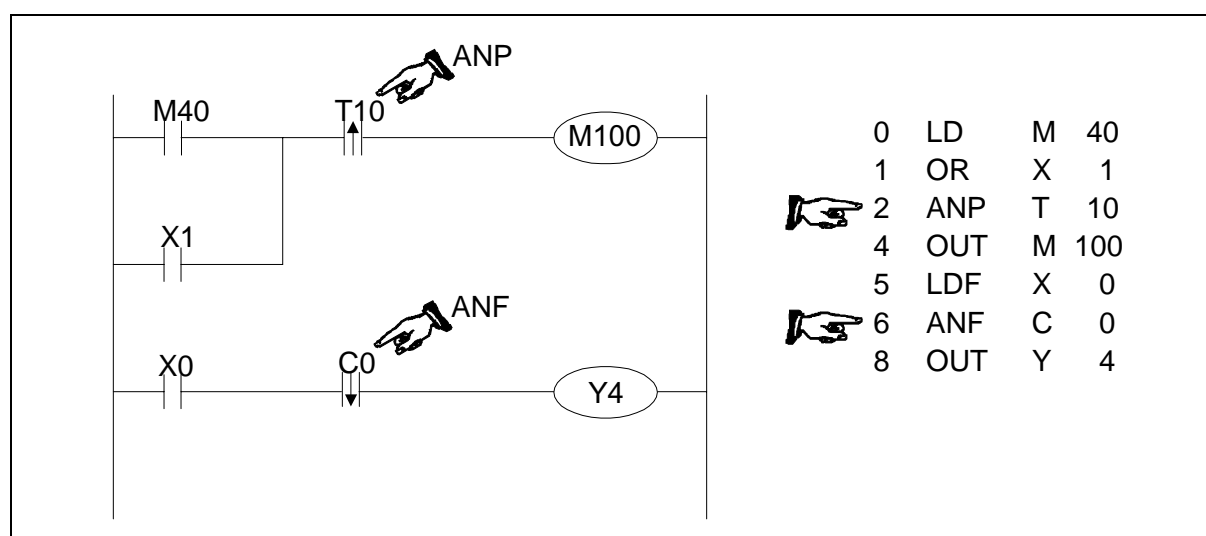 ANP
M40
T10
M100
X1
ANF
X0
C0
Y4
0 LD M 40
1 OR X 1
2 ANP T 10
4 OUT M 100
5 LDF X 0
6 ANF C 0
8 OUT Y 4